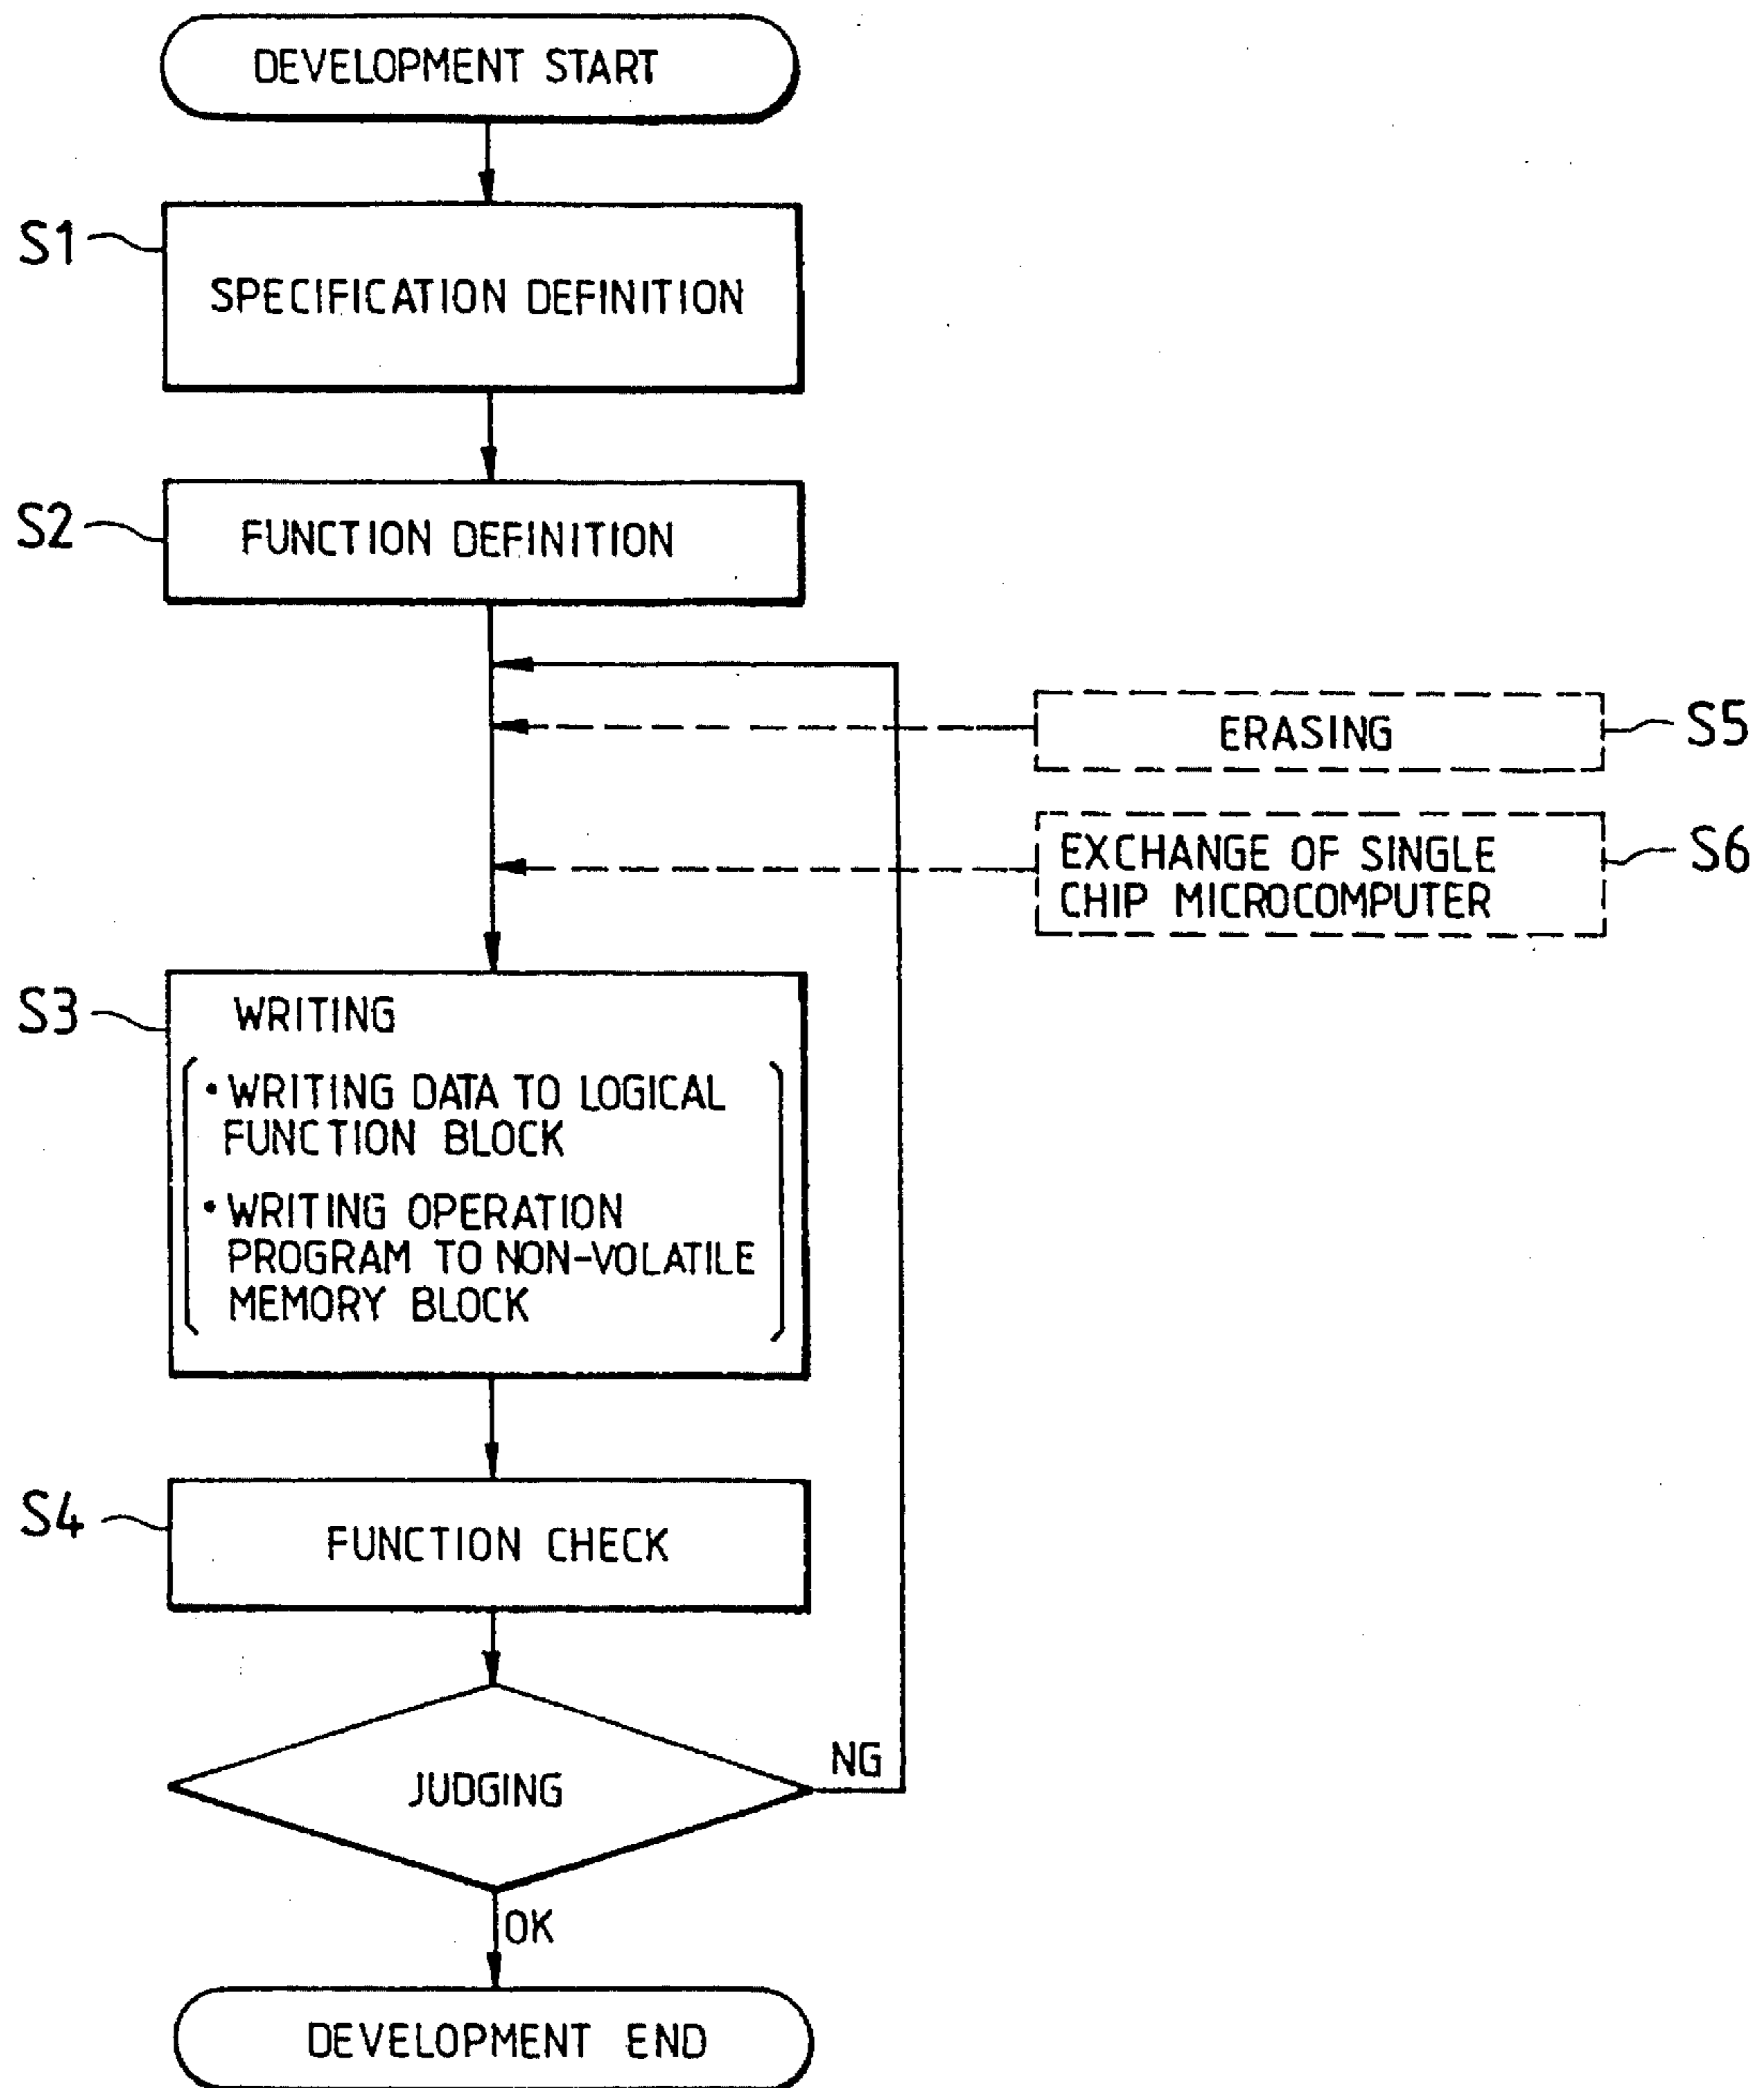 DEVELOPMENT START
S1
SPECIFICATION DEFINITION
S2
FUNCTION DEFINITION
ERASING
S5
EXCHANGE OF SINGLE
CHIP MICROCOMPUTER
S6
S3
WRITING
• WRITING DATA TO LOGICAL
FUNCTION BLOCK
• WRITING OPERATION
PROGRAM TO NON-VOLATILE
MEMORY BLOCK
S4
FUNCTION CHECK
JUDGING
NG
OK
DEVELOPMENT END